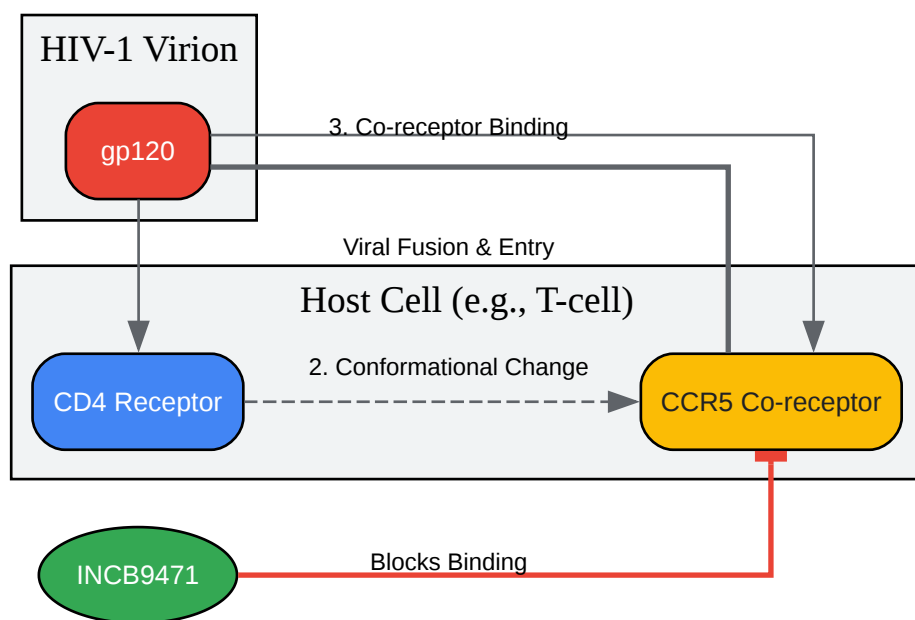 HIV-1 Virion
gp120
3. Co-receptor Binding
Viral Fusion & Entry
Host Cell (e.g., T-cell)
2. Conformational Change
CD4 Receptor
CCR5 Co-receptor
INCB9471
Blocks Binding